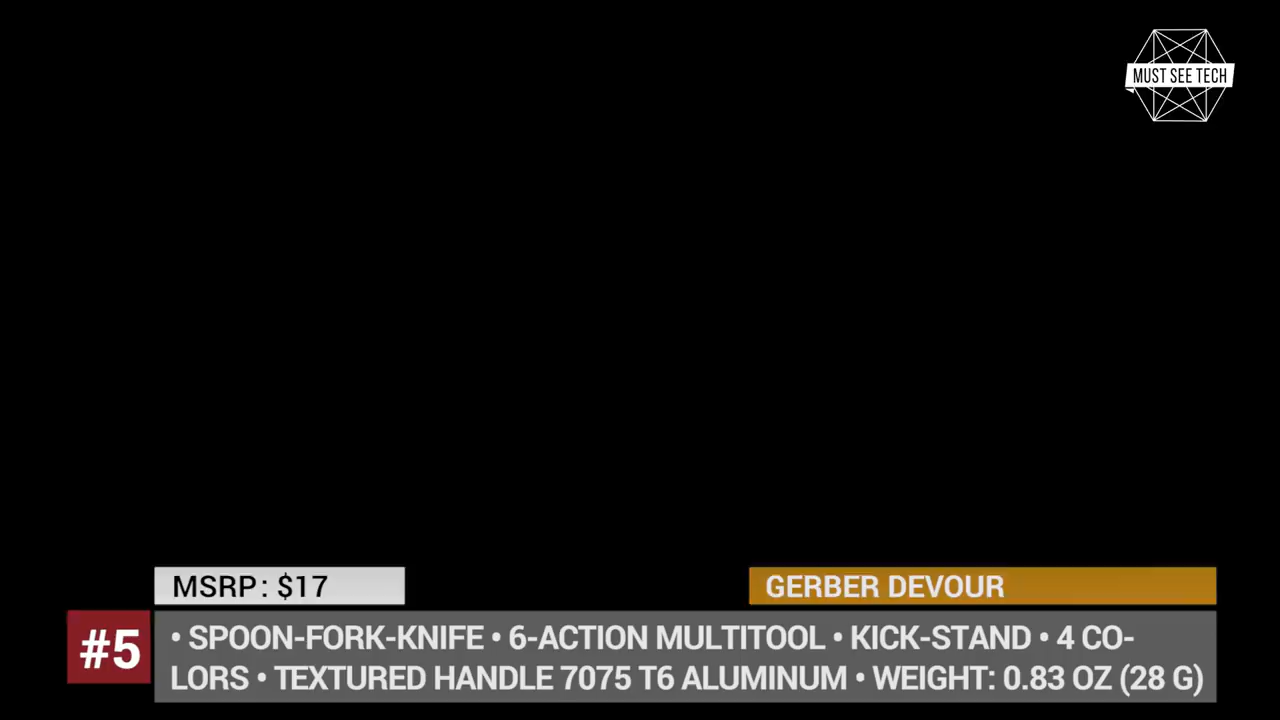 MUST SEE TECH
MSRP: $17
GERBER DEVOUR
#5
• SPOON-FORK-KNIFE • 6-ACTION MULTITOOL • KICK-STAND • 4 CO-
LORS • TEXTURED HANDLE 7075 T6 ALUMINUM • WEIGHT: 0.83 OZ (28 G)